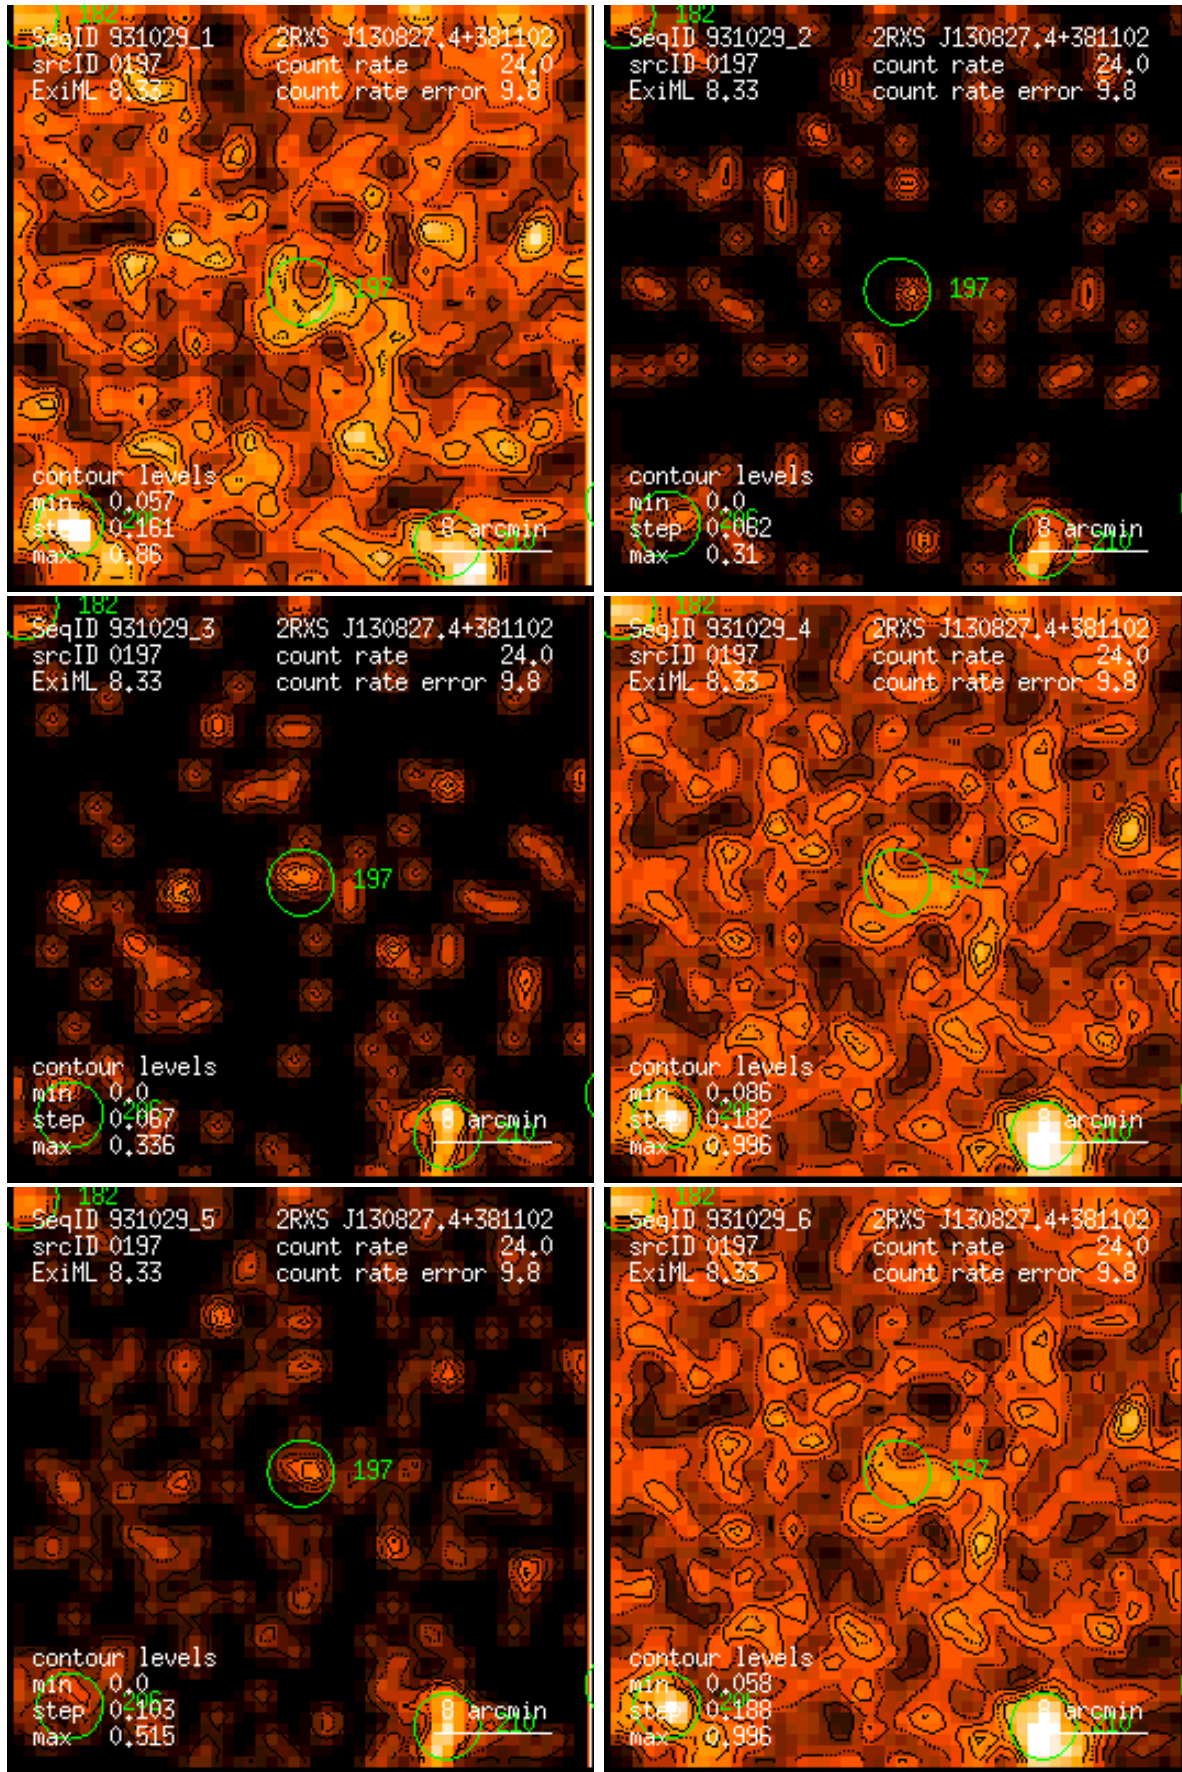 182
SeqID 931029_1 2RXS J130827.4+381102
srcID 0197 count rate 24.0
ExiML 8.33 count rate error 9.8
197
contour levels
min 0.057
step 0.161
max 0.86
8 arcmin
210
182
SeqID 931029_2 2RXS J130827.4+381102
srcID 0197 count rate 24.0
ExiML 8.33 count rate error 9.8
197
contour levels
min 0.0
206
step 0.062
max 0.31
8 arcmin
210
182
SeqID 931029_3 2RXS J130827.4+381102
srcID 0197 count rate 24.0
ExiML 8.33 count rate error 9.8
197
contour levels
min 0.0
206
step 0.067
max 0.336
8 arcmin
210
182
SeqID 931029_4 2RXS J130827.4+381102
srcID 0197 count rate 24.0
ExiML 8.33 count rate error 9.8
197
contour levels
min 0.086
206
step 0.182
max 0.996
8 arcmin
210
182
SeqID 931029_5 2RXS J130827.4+381102
srcID 0197 count rate 24.0
ExiML 8.33 count rate error 9.8
197
contour levels
min 0.0
206
step 0.103
max 0.515
8 arcmin
210
182
SeqID 931029_6 2RXS J130827.4+381102
srcID 0197 count rate 24.0
ExiML 8.33 count rate error 9.8
197
contour levels
min 0.058
206
step 0.188
max 0.996
8 arcmin
210